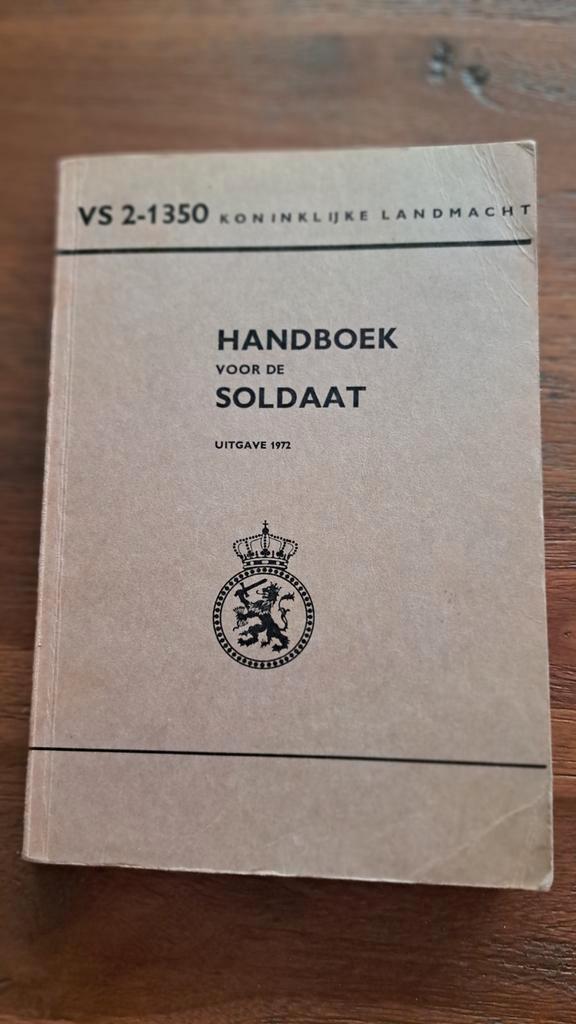 VS 2-1350 KONINKLIJKE LANDMACHT
HANDBOEK
VOOR DE
SOLDAAT
UITGAVE 1972